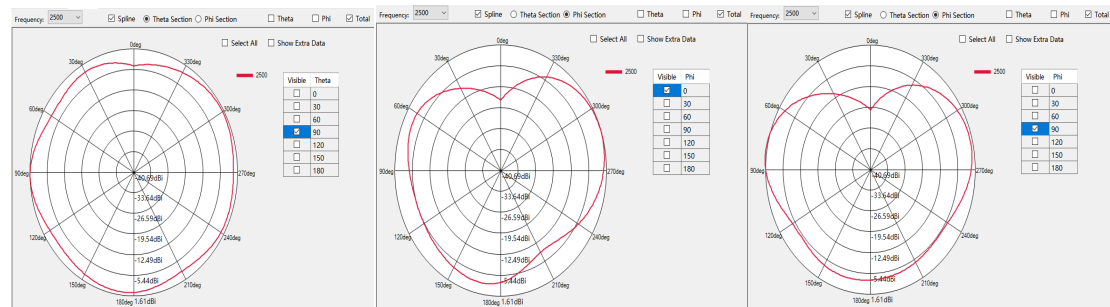 Frequency: 2500 Spline Theta Section Phi Section Theta Phi Total
Select All Show Extra Data
0deg
30deg 330deg
2500
Visible Theta
0
30
60
90
120
150
180
60deg 300deg
90deg 270deg
-40.69dBi
-33.64dBi
-26.59dBi
-19.54dBi
-12.49dBi
-5.44dBi
120deg 240deg
150deg 210deg
180deg 1.61dBi
Frequency: 2500 Spline Theta Section Phi Section Theta Phi Total
Select All Show Extra Data
0deg
30deg 330deg
2500
Visible Phi
0
30
60
90
120
150
180
60deg 300deg
90deg 270deg
-40.69dBi
-33.64dBi
-26.59dBi
-19.54dBi
-12.49dBi
-5.44dBi
120deg 240deg
150deg 210deg
180deg 1.61dBi
Frequency: 2500 Spline Theta Section Phi Section Theta Phi Total
Select All Show Extra Data
0deg
30deg 330deg
2500
Visible Phi
0
30
60
90
120
150
180
60deg 300deg
90deg 270deg
-40.69dBi
-33.64dBi
-26.59dBi
-19.54dBi
-12.49dBi
-5.44dBi
120deg 240deg
150deg 210deg
180deg 1.61dBi